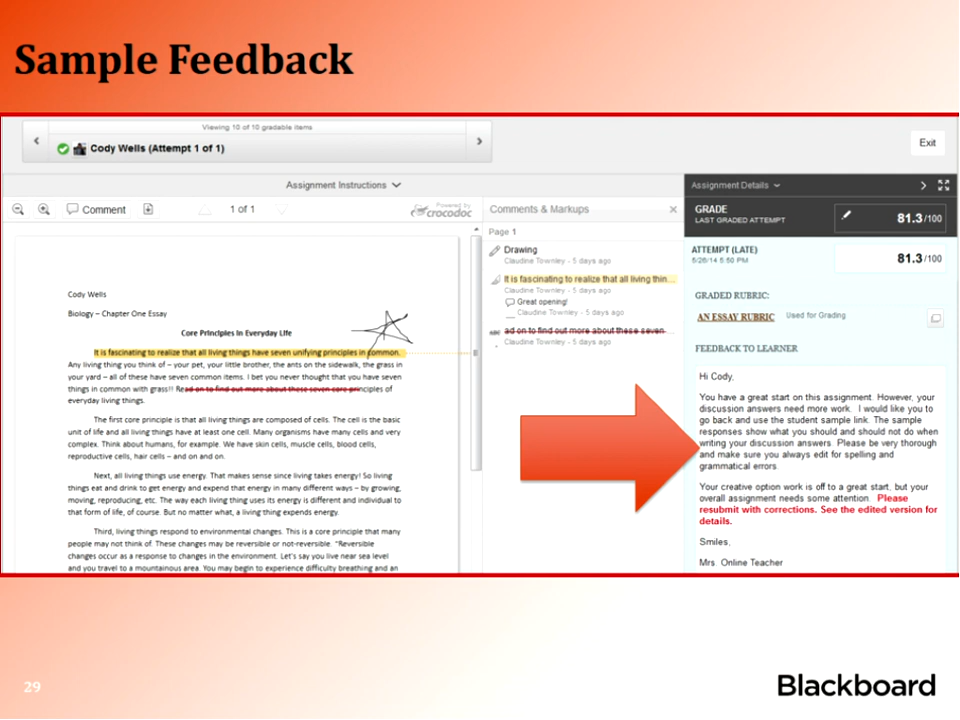 Sample Feedback
Viewing 10 of 10 gradable items
Cody Wells (Attempt 1 of 1)
Exit
Assignment Instructions
Comment
1 of 1
Powered by
crocodoc
Comments & Markups
Page 1
Drawing
Claudine Townley - 5 days ago
It is fascinating to realize that all living thin...
Claudine Townley - 5 days ago
Great opening!
Claudine Townley - 5 days ago
ABC
ad on to find out more about these seven
Claudine Townley - 5 days ago
Cody Wells
Biology – Chapter One Essay
Core Principles in Everyday Life
It is fascinating to realize that all living things have seven unifying principles in common.
Any living thing you think of – your pet, your little brother, the ants on the sidewalk, the grass in
your yard – all of these have seven common items. I bet you never thought that you have seven
things in common with grass!! Read on to find out more about these seven core principles of
everyday living things.
The first core principle is that all living things are composed of cells. The cell is the basic
unit of life and all living things have at least one cell. Many organisms have many cells and very
complex. Think about humans, for example. We have skin cells, muscle cells, blood cells,
reproductive cells, hair cells – and on and on.
Next, all living things use energy. That makes sense since living takes energy! So living
things eat and drink to get energy and expend that energy in many different ways – by growing,
moving, reproducing, etc. The way each living thing uses its energy is different and individual to
that form of life, of course. But no matter what, a living thing expends energy.
Third, living things respond to environmental changes. This is a core principle that many
people may not think of. These changes may be reversible or not-reversible. "Reversible
changes occur as a response to changes in the environment. Let's say you live near sea level
and you travel to a mountainous area. You may begin to experience difficulty breathing and an
Assignment Details
GRADE
LAST GRADED ATTEMPT
81.3/100
ATTEMPT (LATE)
5/26/14 5:50 PM
81.3/100
GRADED RUBRIC:
AN ESSAY RUBRIC
Used for Grading
FEEDBACK TO LEARNER
Hi Cody,
You have a great start on this assignment. However, your
discussion answers need more work. I would like you to
go back and use the student sample link. The sample
responses show what you should and should not do when
writing your discussion answers. Please be very thorough
and make sure you always edit for spelling and
grammatical errors.
Your creative option work is off to a great start, but your
overall assignment needs some attention. Please
resubmit with corrections. See the edited version for
details.
Smiles,
Mrs. Online Teacher
29
Blackboard